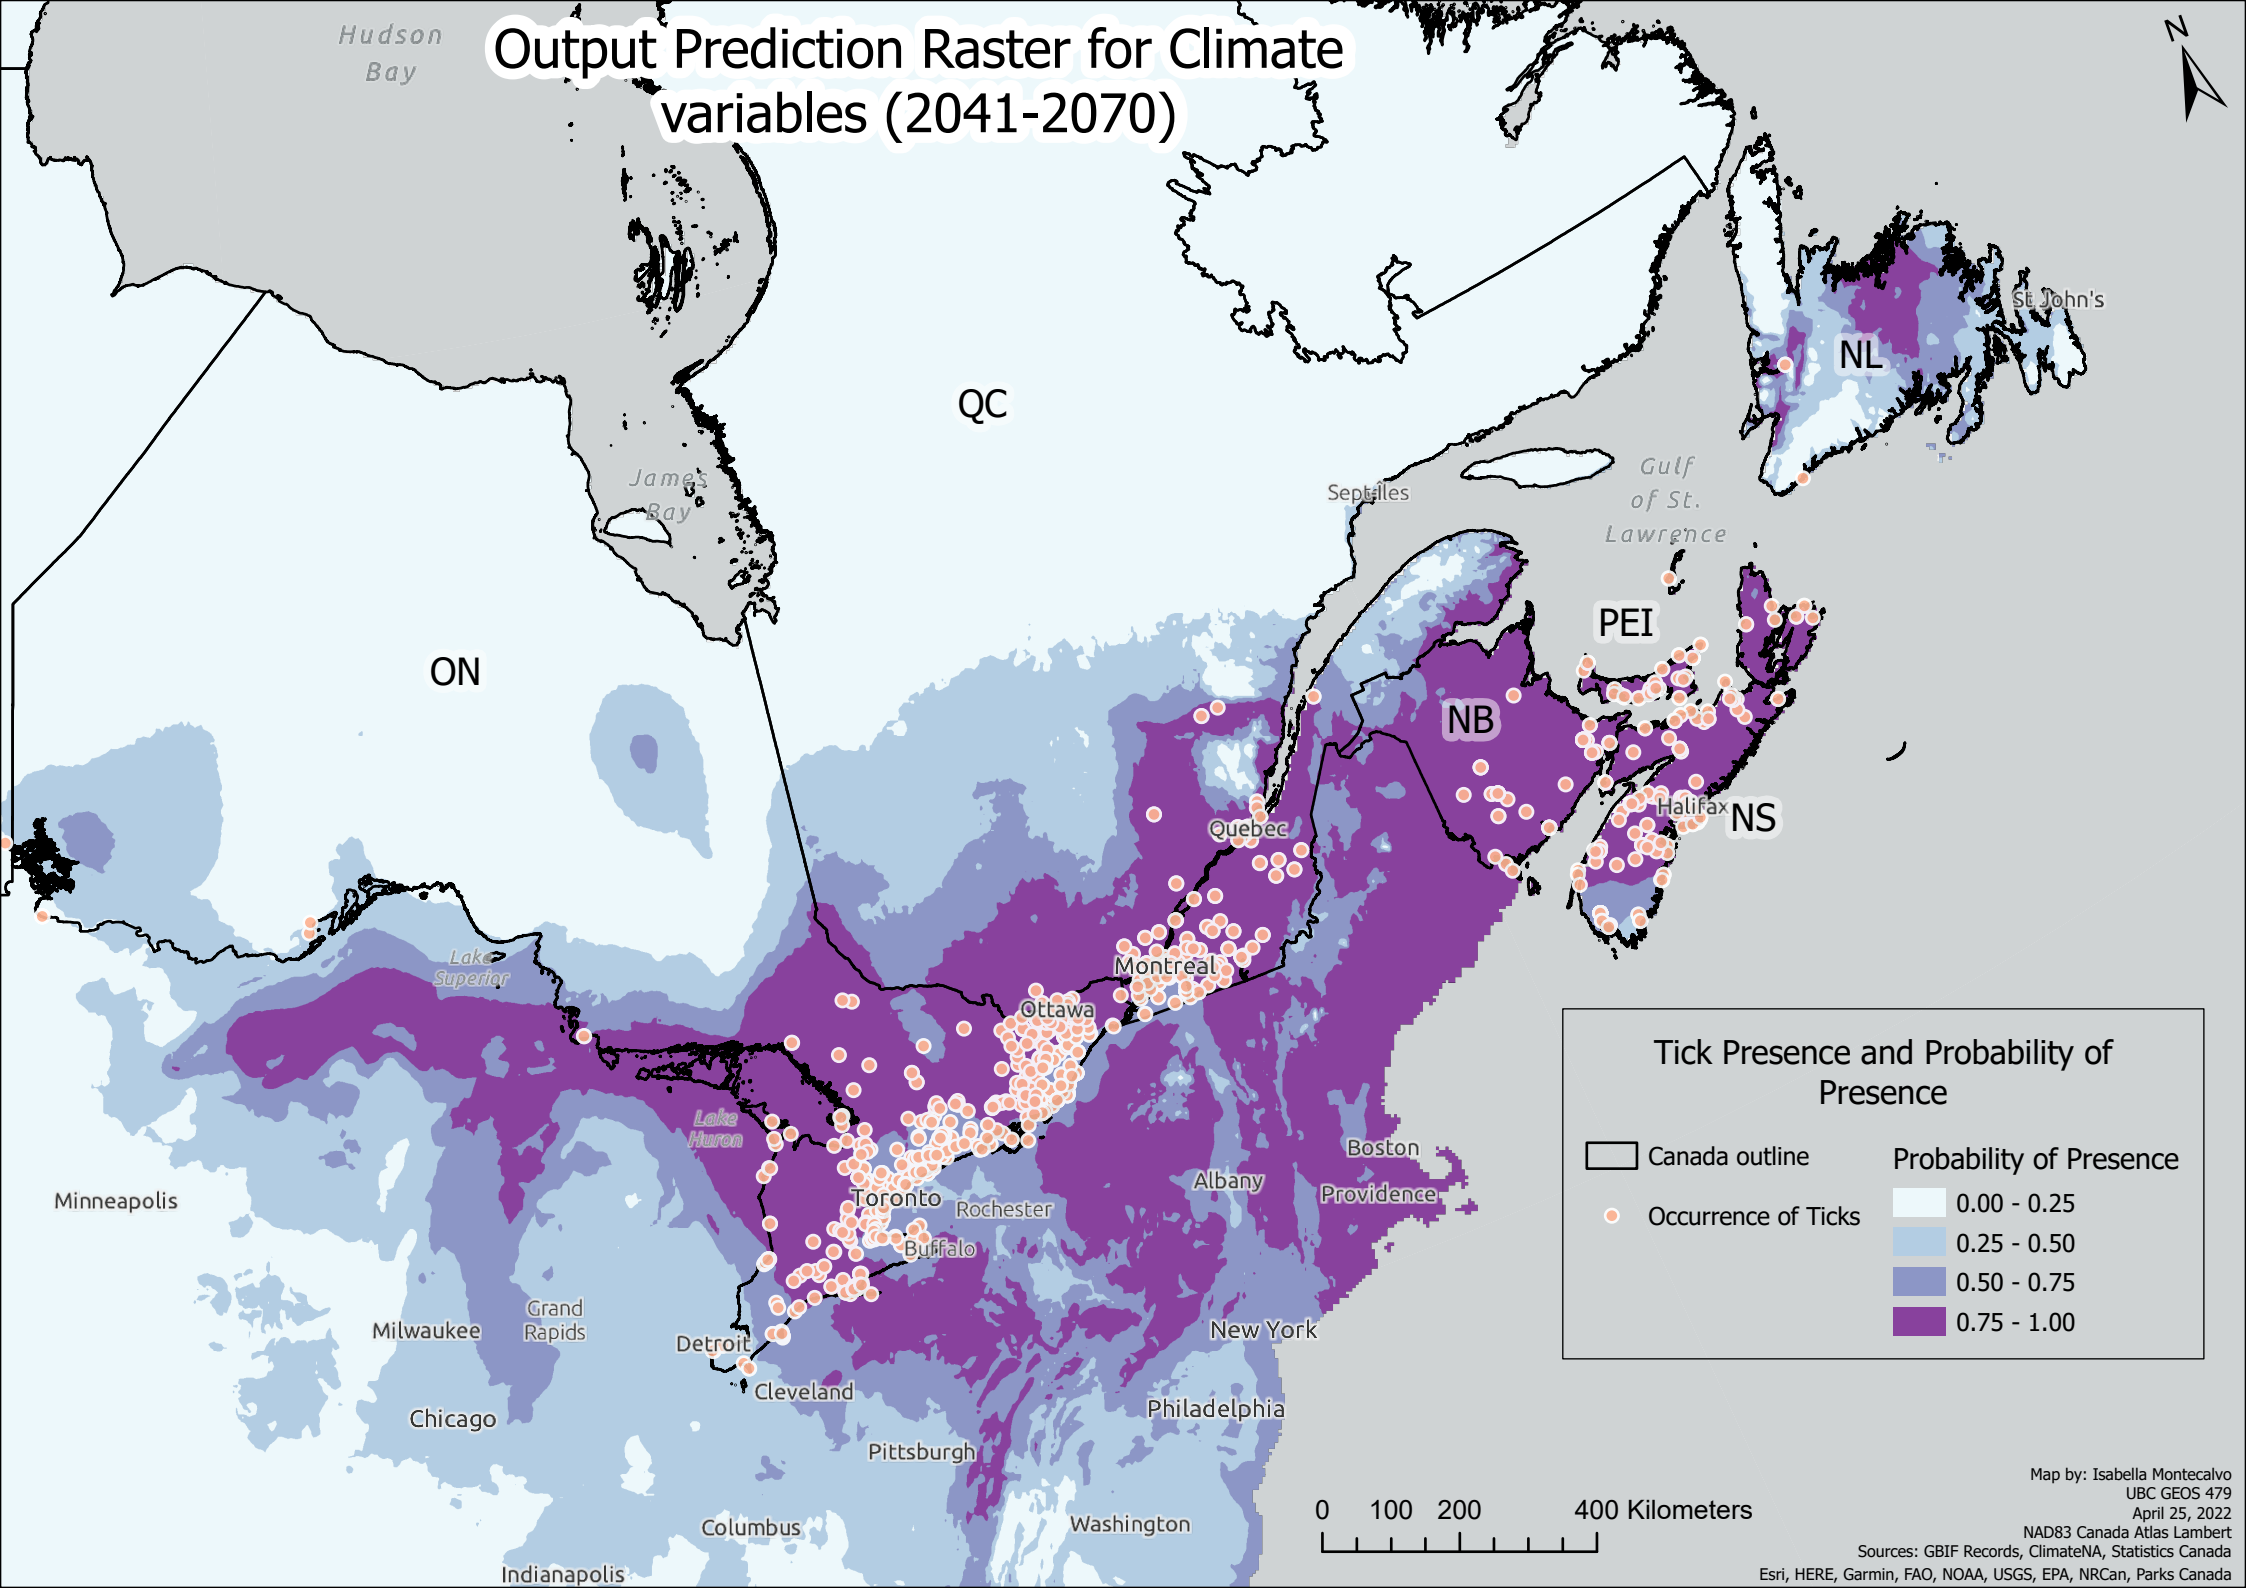 Output Prediction Raster for Climate
variables (2041-2070)
N
Hudson
Bay
James
Bay
QC
ON
NL
St. John's
Sept-Îles
Gulf
of St.
Lawrence
PEI
NB
Halifax
NS
Quebec
Montreal
Ottawa
Lake
Superior
Lake
Huron
Toronto
Rochester
Buffalo
Albany
Boston
Providence
Minneapolis
Milwaukee
Grand
Rapids
Detroit
New York
Cleveland
Chicago
Philadelphia
Pittsburgh
Columbus
Washington
Indianapolis
Tick Presence and Probability of
Presence
Canada outline
Occurrence of Ticks
Probability of Presence
0.00 - 0.25
0.25 - 0.50
0.50 - 0.75
0.75 - 1.00
0 100 200 400 Kilometers
Map by: Isabella Montecalvo
UBC GEOS 479
April 25, 2022
NAD83 Canada Atlas Lambert
Sources: GBIF Records, ClimateNA, Statistics Canada
Esri, HERE, Garmin, FAO, NOAA, USGS, EPA, NRCan, Parks Canada